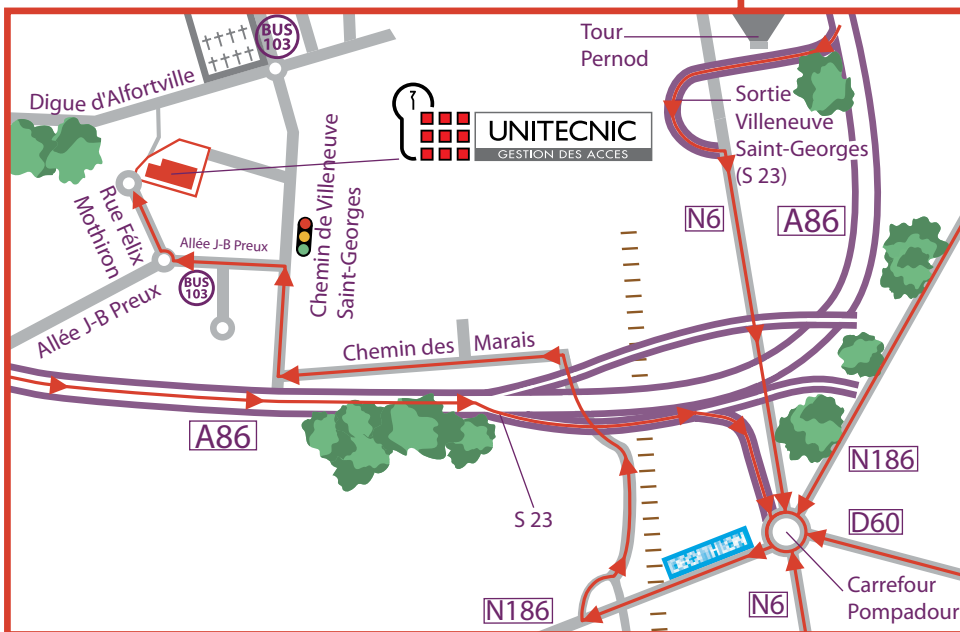 BUS
103
Tour
Pernod
Digue d'Alfortville
Sortie
Villeneuve
Saint-Georges
(S 23)
UNITECNIC
GESTION DES ACCES
N6
A86
Rue Félix
Mothiron
Chemin de Villeneuve
Saint-Georges
Allée J-B Preux
BUS
103
Allée J-B Preux
Chemin des Marais
A86
N186
S 23
D60
DECATHLON
N186
N6
Carrefour
Pompadour